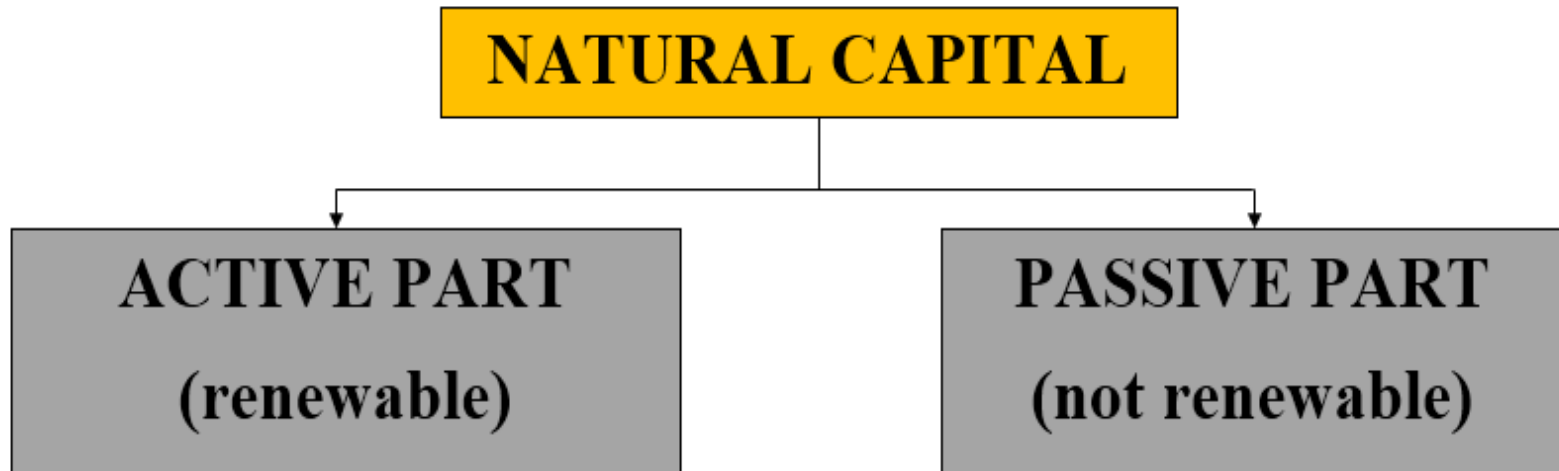 NATURAL CAPITAL
ACTIVE PART
(renewable)
PASSIVE PART
(not renewable)